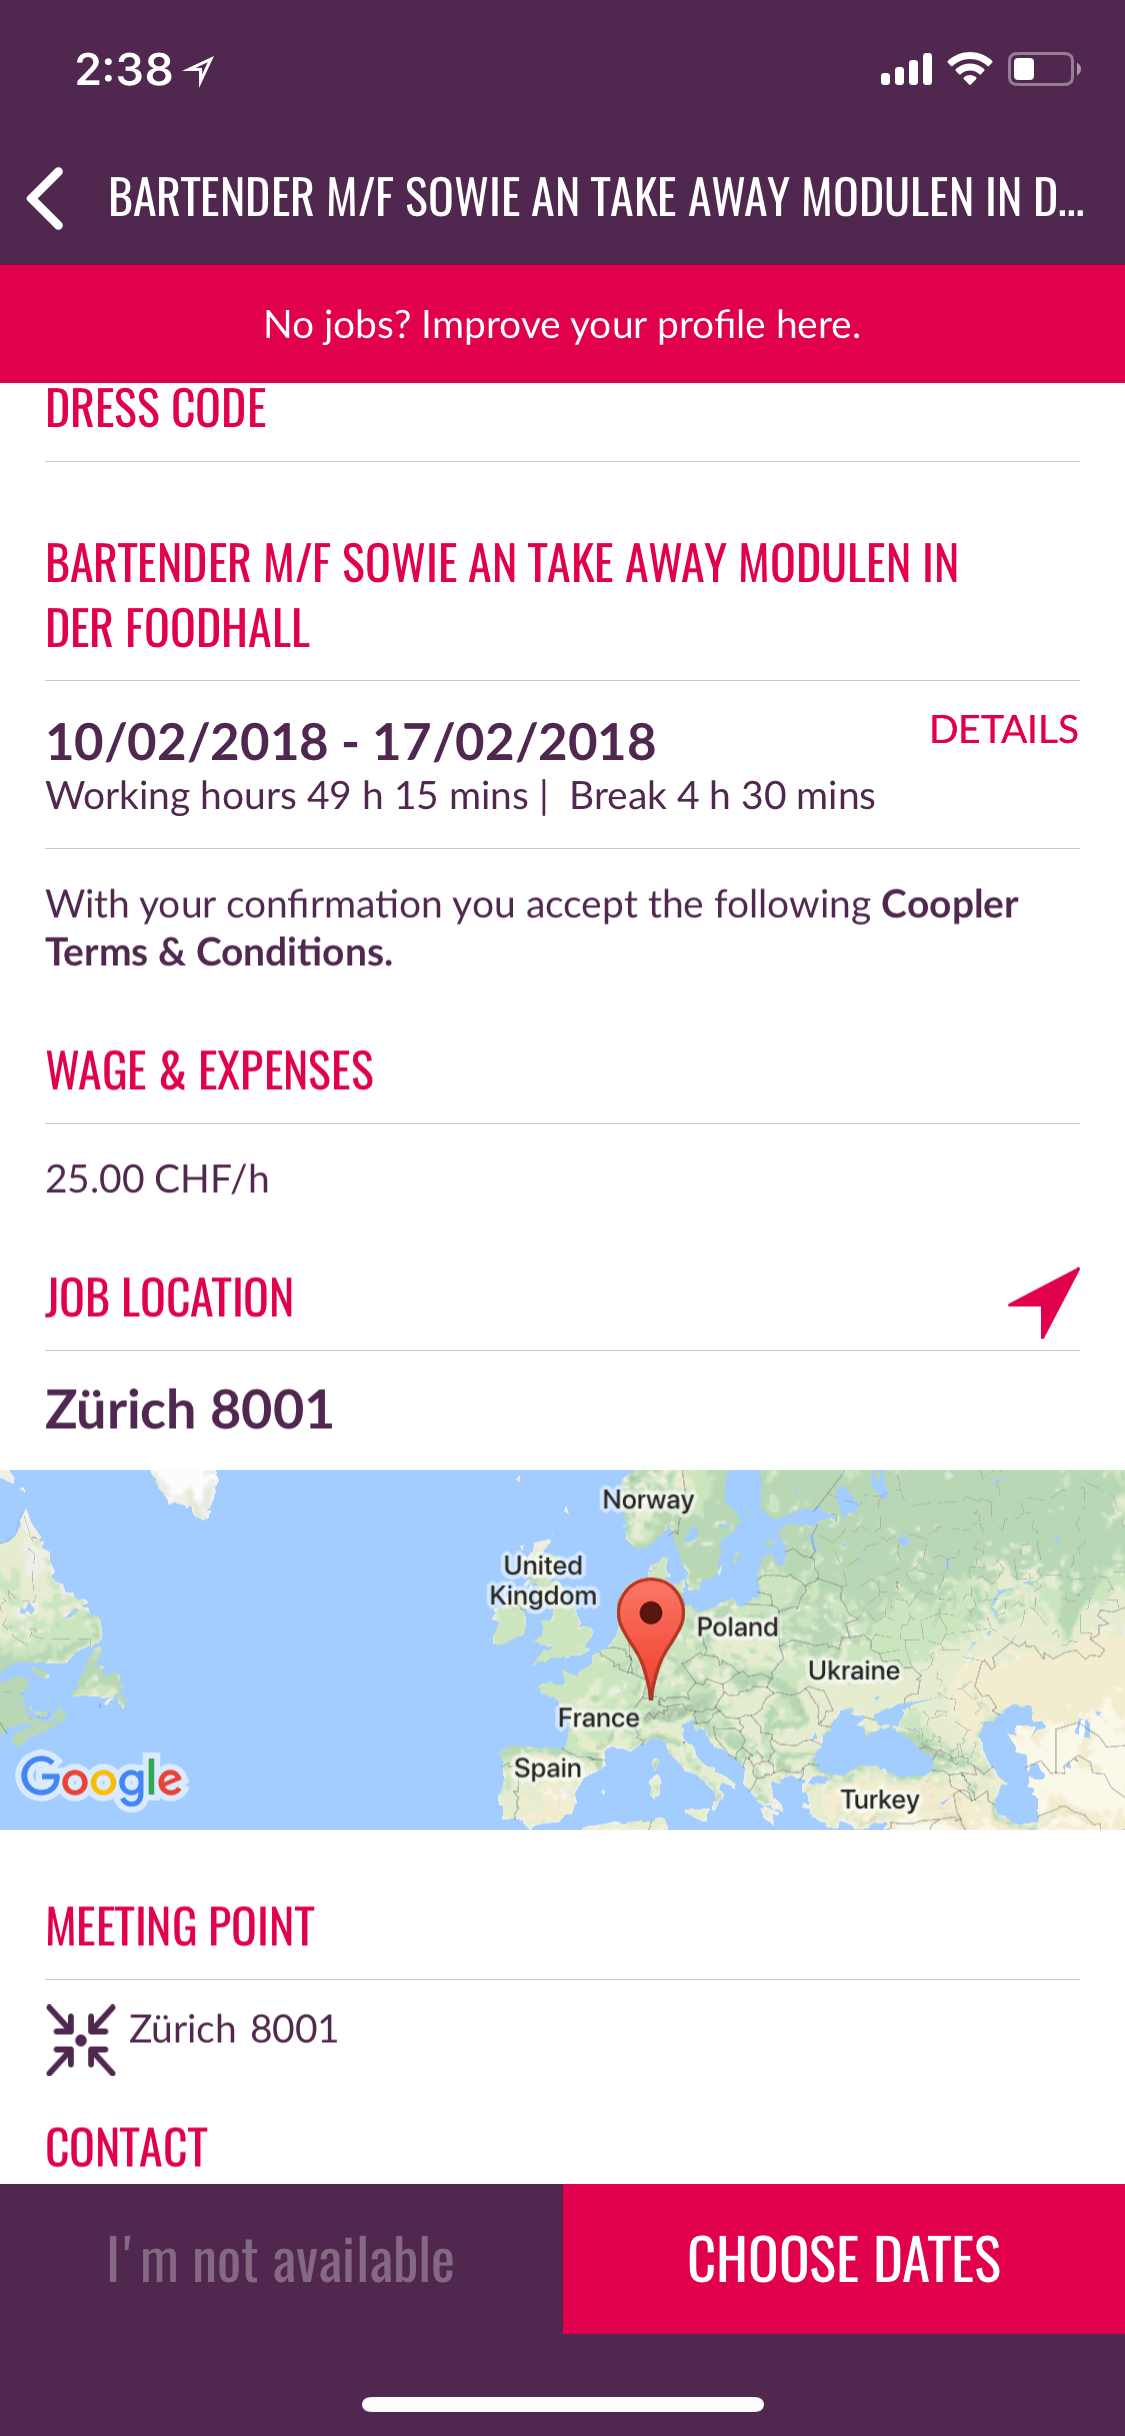 2:38
BARTENDER M/F SOWIE AN TAKE AWAY MODULEN IN D...
No jobs? Improve your profile here.
DRESS CODE
BARTENDER M/F SOWIE AN TAKE AWAY MODULEN IN
DER FOODHALL
10/02/2018 - 17/02/2018
DETAILS
Working hours 49 h 15 mins | Break 4 h 30 mins
With your confirmation you accept the following Coopler
Terms & Conditions.
WAGE & EXPENSES
25.00 CHF/h
JOB LOCATION
Zürich 8001
Norway
United
Kingdom
Poland
Ukraine
France
Spain
Turkey
Google
MEETING POINT
Zürich 8001
CONTACT
I'm not available
CHOOSE DATES